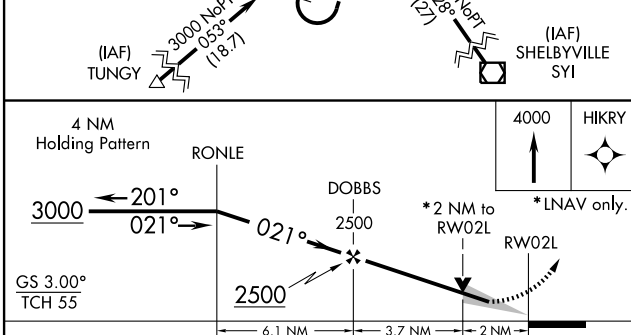 3000 NoPT
053°
(18.7)
(IAF)
TUNGY
NoPT
28°
(27)
(IAF)
SHELBYVILLE
SYI
4 NM
Holding Pattern
RONLE
4000
HIKRY
DOBBS
2500
*2 NM to
RW02L
*LNAV only.
RW02L
201°
3000
021°
021°
GS 3.00°
TCH 55
2500
6.1 NM
3.7 NM
2 NM